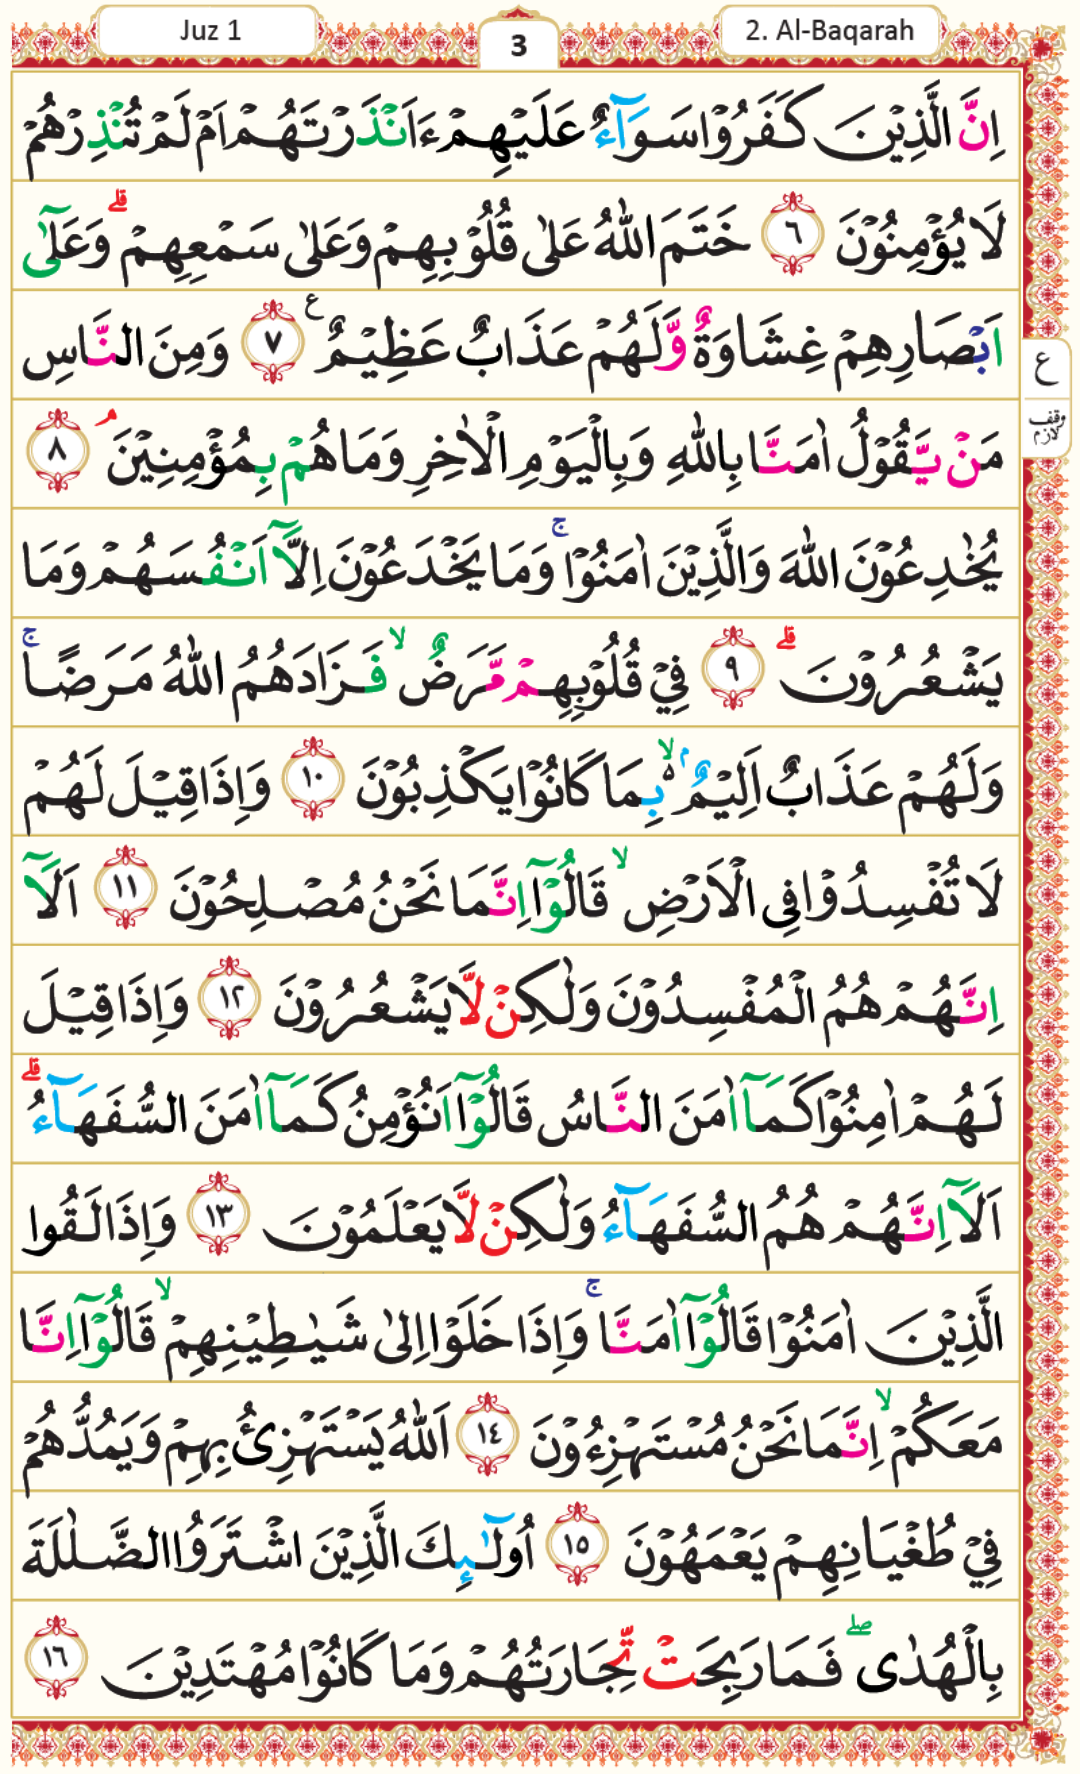 Juz 1
3
2. Al-Baqarah
اِنَّ الَّذِيْنَ كَفَرُوْا سَوَآءٌ عَلَيْهِمْ ءَاَنْذَرْتَهُمْ اَمْ لَمْ تُنْذِرْهُمْ
لَا يُؤْمِنُوْنَ ٦ خَتَمَ اللّٰهُ عَلٰى قُلُوْبِهِمْ وَعَلٰى سَمْعِهِمْ ۗ وَعَلٰٓى
اَبْصَارِهِمْ غِشَاوَةٌ وَّلَهُمْ عَذَابٌ عَظِيْمٌ ع ٧ وَمِنَ النَّاسِ
ع
وقف لازم
مَنْ يَّقُوْلُ اٰمَنَّا بِاللّٰهِ وَبِالْيَوْمِ الْاٰخِرِ وَمَا هُمْ بِمُؤْمِنِيْنَ ۘ ٨
يُخٰدِعُوْنَ اللّٰهَ وَالَّذِيْنَ اٰمَنُوْا ۚ وَمَا يَخْدَعُوْنَ اِلَّآ اَنْفُسَهُمْ وَمَا
يَشْعُرُوْنَ ۗ ٩ فِيْ قُلُوْبِهِمْ مَّرَضٌ ۙ فَزَادَهُمُ اللّٰهُ مَرَضًا ۚ
وَلَهُمْ عَذَابٌ اَلِيْمٌ ۢ ۙ بِمَا كَانُوْا يَكْذِبُوْنَ ١٠ وَاِذَا قِيْلَ لَهُمْ
لَا تُفْسِدُوْا فِى الْاَرْضِ ۙ قَالُوْٓا اِنَّمَا نَحْنُ مُصْلِحُوْنَ ١١ اَلَآ
اِنَّهُمْ هُمُ الْمُفْسِدُوْنَ وَلٰكِنْ لَّا يَشْعُرُوْنَ ١٢ وَاِذَا قِيْلَ
لَهُمْ اٰمِنُوْا كَمَآ اٰمَنَ النَّاسُ قَالُوْٓا اَنُؤْمِنُ كَمَآ اٰمَنَ السُّفَهَآءُ ۗ
اَلَآ اِنَّهُمْ هُمُ السُّفَهَآءُ وَلٰكِنْ لَّا يَعْلَمُوْنَ ١٣ وَاِذَا لَقُوا
الَّذِيْنَ اٰمَنُوْا قَالُوْٓا اٰمَنَّا ۚ وَاِذَا خَلَوْا اِلٰى شَيٰطِيْنِهِمْ ۙ قَالُوْٓا اِنَّا
مَعَكُمْ ۙ اِنَّمَا نَحْنُ مُسْتَهْزِءُوْنَ ١٤ اَللّٰهُ يَسْتَهْزِئُ بِهِمْ وَيَمُدُّهُمْ
فِيْ طُغْيَانِهِمْ يَعْمَهُوْنَ ١٥ اُولٰٓئِكَ الَّذِيْنَ اشْتَرَوُا الضَّلٰلَةَ
بِالْهُدٰى ۖ فَمَا رَبِحَتْ تِّجَارَتُهُمْ وَمَا كَانُوْا مُهْتَدِيْنَ ١٦